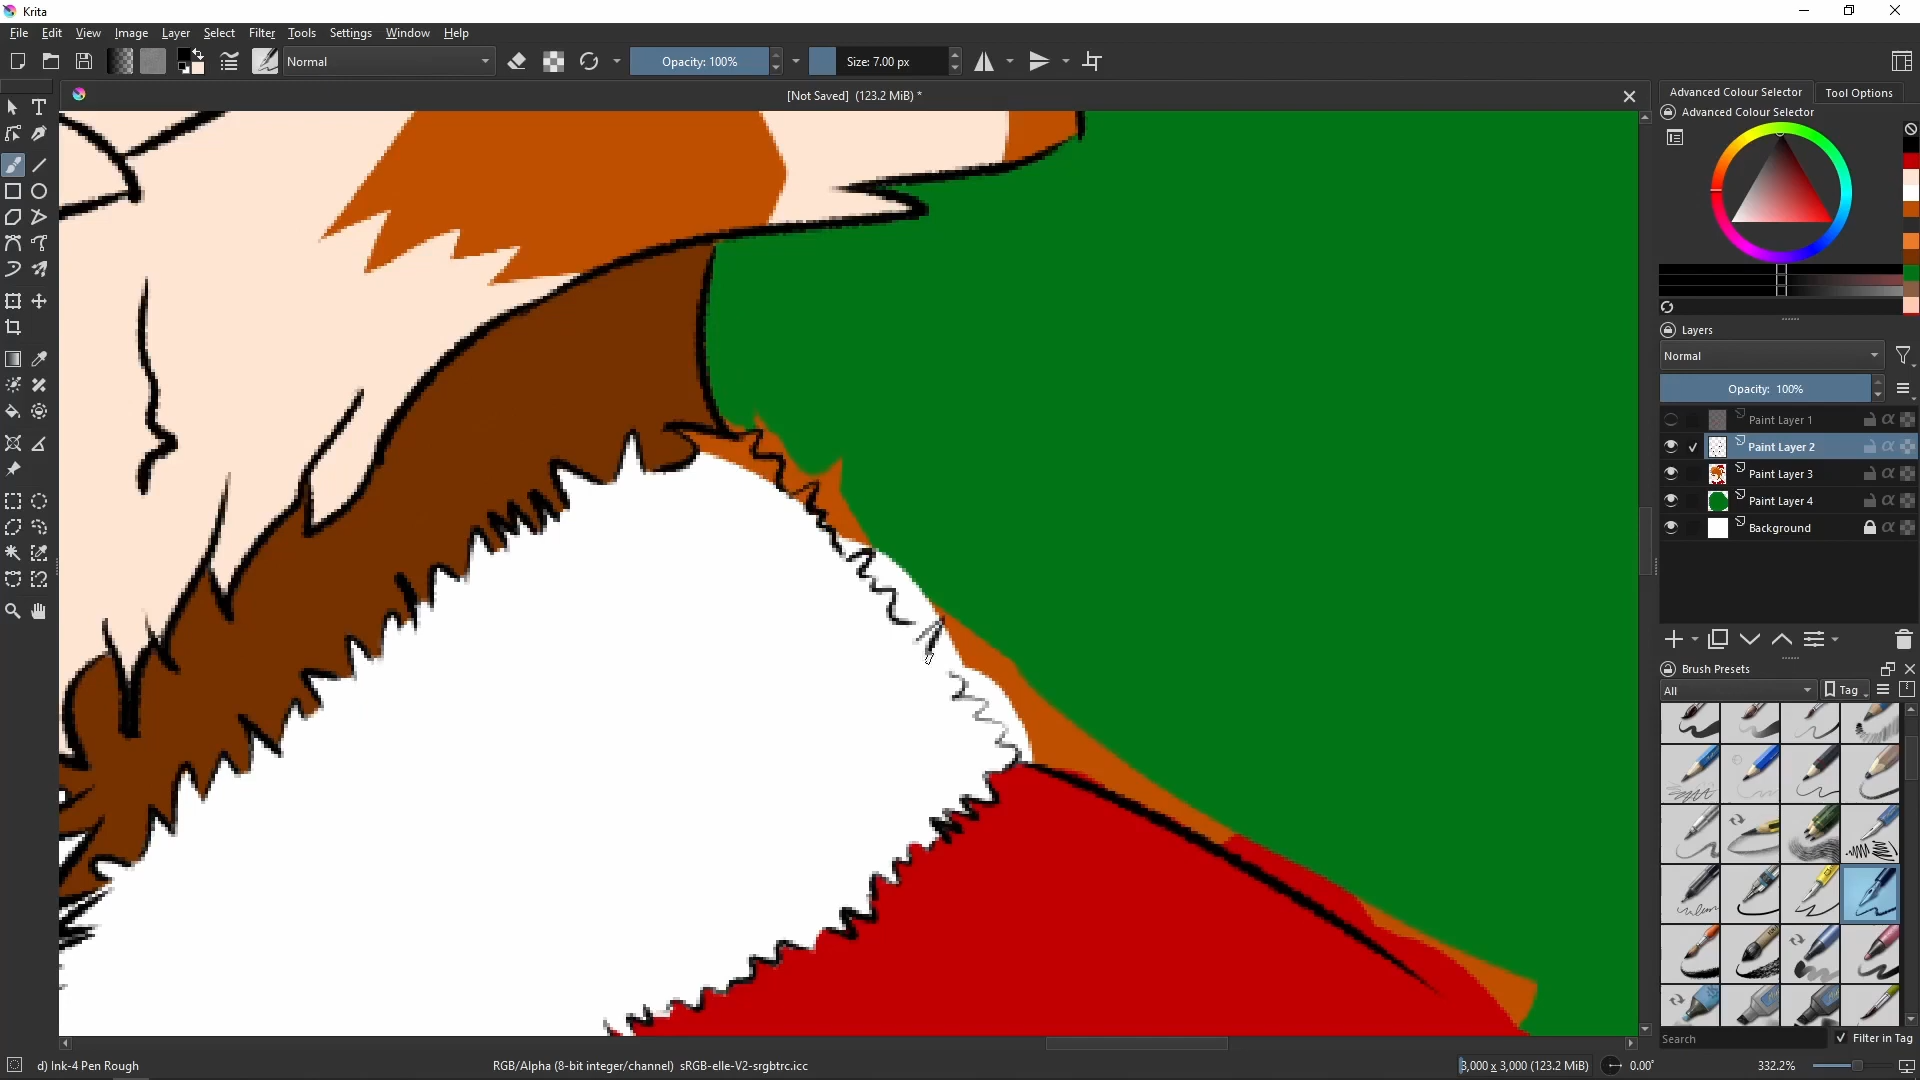 Krita
File Edit View Image Layer Select Filter Tools Settings Window Help
Normal Opacity: 100% Size: 7.00 px
[Not Saved] (123.2 MiB) *
Advanced Colour Selector Tool Options
Advanced Colour Selector
Layers
Normal
Opacity: 100%
Paint Layer 1
Paint Layer 2
Paint Layer 3
Paint Layer 4
Background
Brush Presets
All Tag
Search Filter in Tag
d) Ink-4 Pen Rough RGB/Alpha (8-bit integer/channel) sRGB-elle-V2-srgbtrc.icc 3,000 x 3,000 (123.2 MiB) 0.00° 332.2%